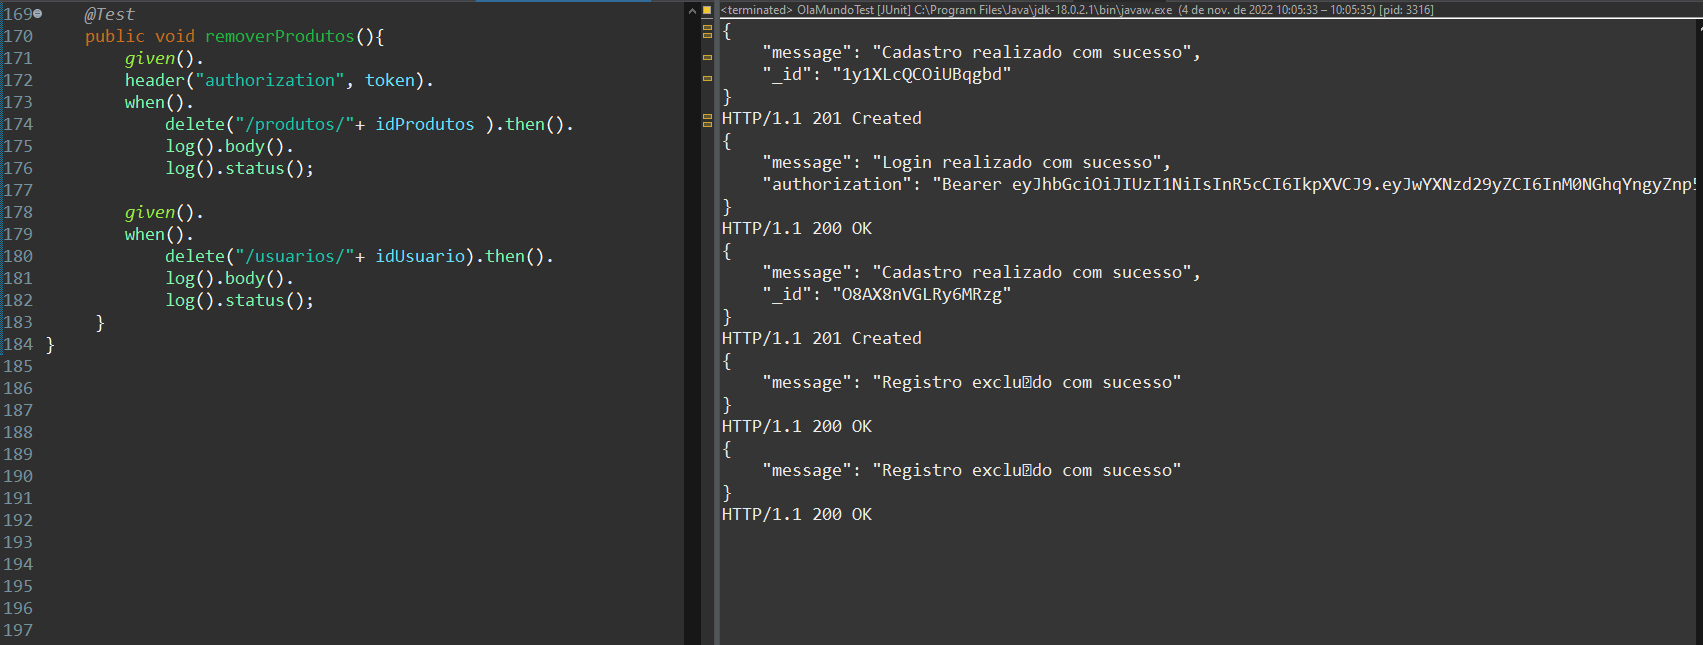 169 @Test
170 public void removerProdutos(){
171 given().
172 header("authorization", token).
173 when().
174 delete("/produtos/"+ idProdutos ).then().
175 log().body().
176 log().status();
177
178 given().
179 when().
180 delete("/usuarios/"+ idUsuario).then().
181 log().body().
182 log().status();
183 }
184 }
185
186
187
188
189
190
191
192
193
194
195
196
197
<terminated> OlaMundoTest [JUnit] C:\Program Files\Java\jdk-18.0.2.1\bin\javaw.exe (4 de nov. de 2022 10:05:33 – 10:05:35) [pid: 3316]
{
"message": "Cadastro realizado com sucesso",
"_id": "1y1XLcQCOiUBqgbd"
}
HTTP/1.1 201 Created
{
"message": "Login realizado com sucesso",
"authorization": "Bearer eyJhbGciOiJIUzI1NiIsInR5cCI6IkpXVCJ9.eyJwYXNzd29yZCI6InM0NGhqYngyZnp5
}
HTTP/1.1 200 OK
{
"message": "Cadastro realizado com sucesso",
"_id": "O8AX8nVGLRy6MRzg"
}
HTTP/1.1 201 Created
{
"message": "Registro exclu�do com sucesso"
}
HTTP/1.1 200 OK
{
"message": "Registro exclu�do com sucesso"
}
HTTP/1.1 200 OK